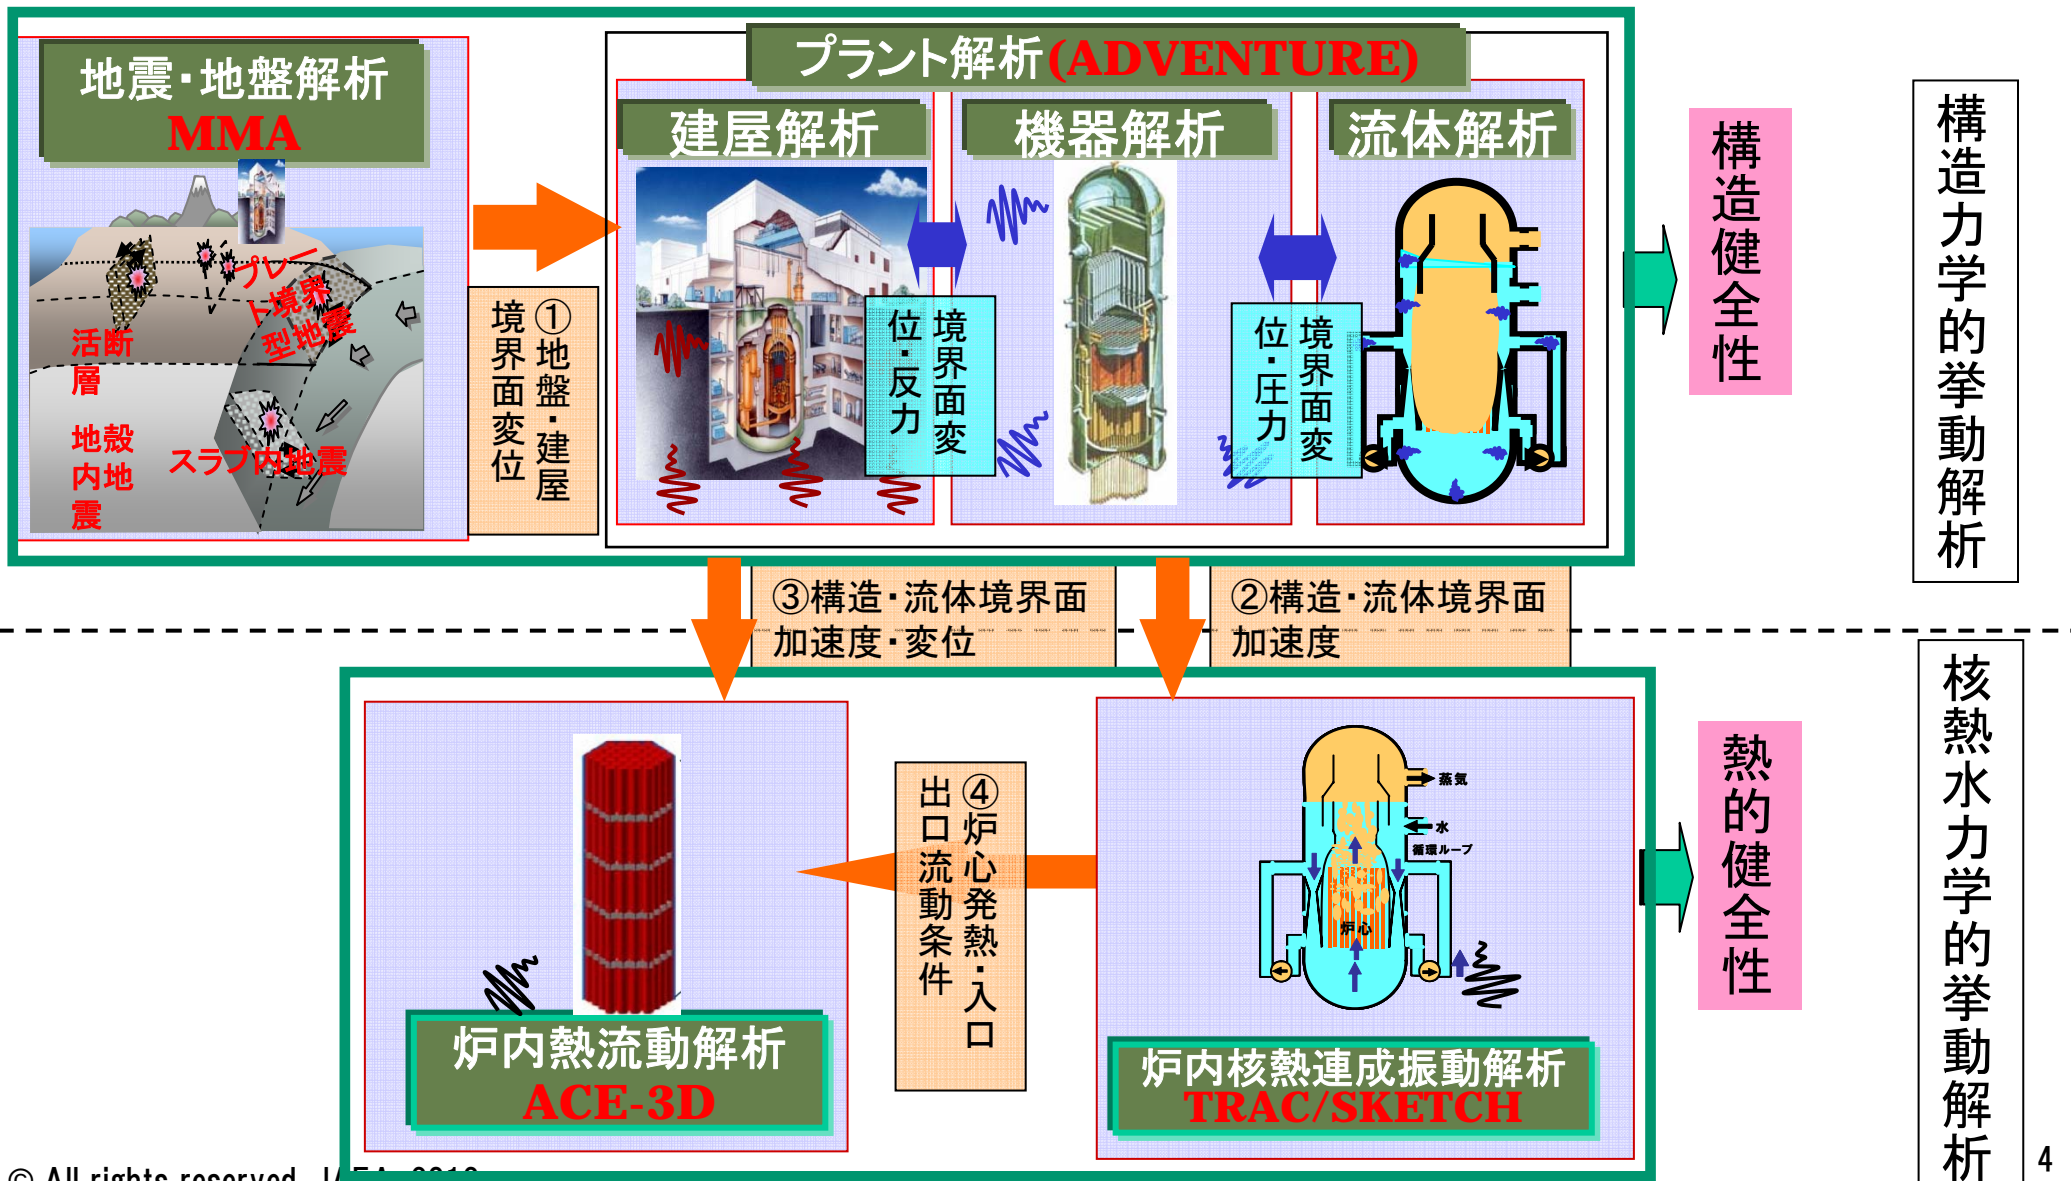 地震・地盤解析
MMA
プレー
ト境界
型地震
活断
層
地殻
内地
震
スラブ内地震
①地盤・建屋
境界面変位
プラント解析(ADVENTURE)
建屋解析
機器解析
流体解析
境界面変
位・反力
境界面変
位・圧力
構造健全性
構造力学的挙動解析
③構造・流体境界面
加速度・変位
②構造・流体境界面
加速度
炉内熱流動解析
ACE-3D
④炉心発熱・入口
出口流動条件
蒸気
水
循環ループ
炉心
炉内核熱連成振動解析
TRAC/SKETCH
熱的健全性
核熱水力学的挙動解析
© All rights reserved
4